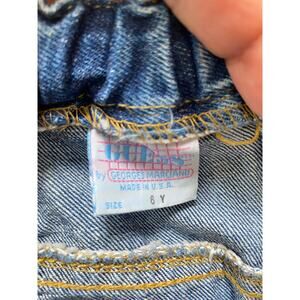 GUESS
by GEORGES MARCIANO
MADE IN U.S.A.
SIZE 6 Y